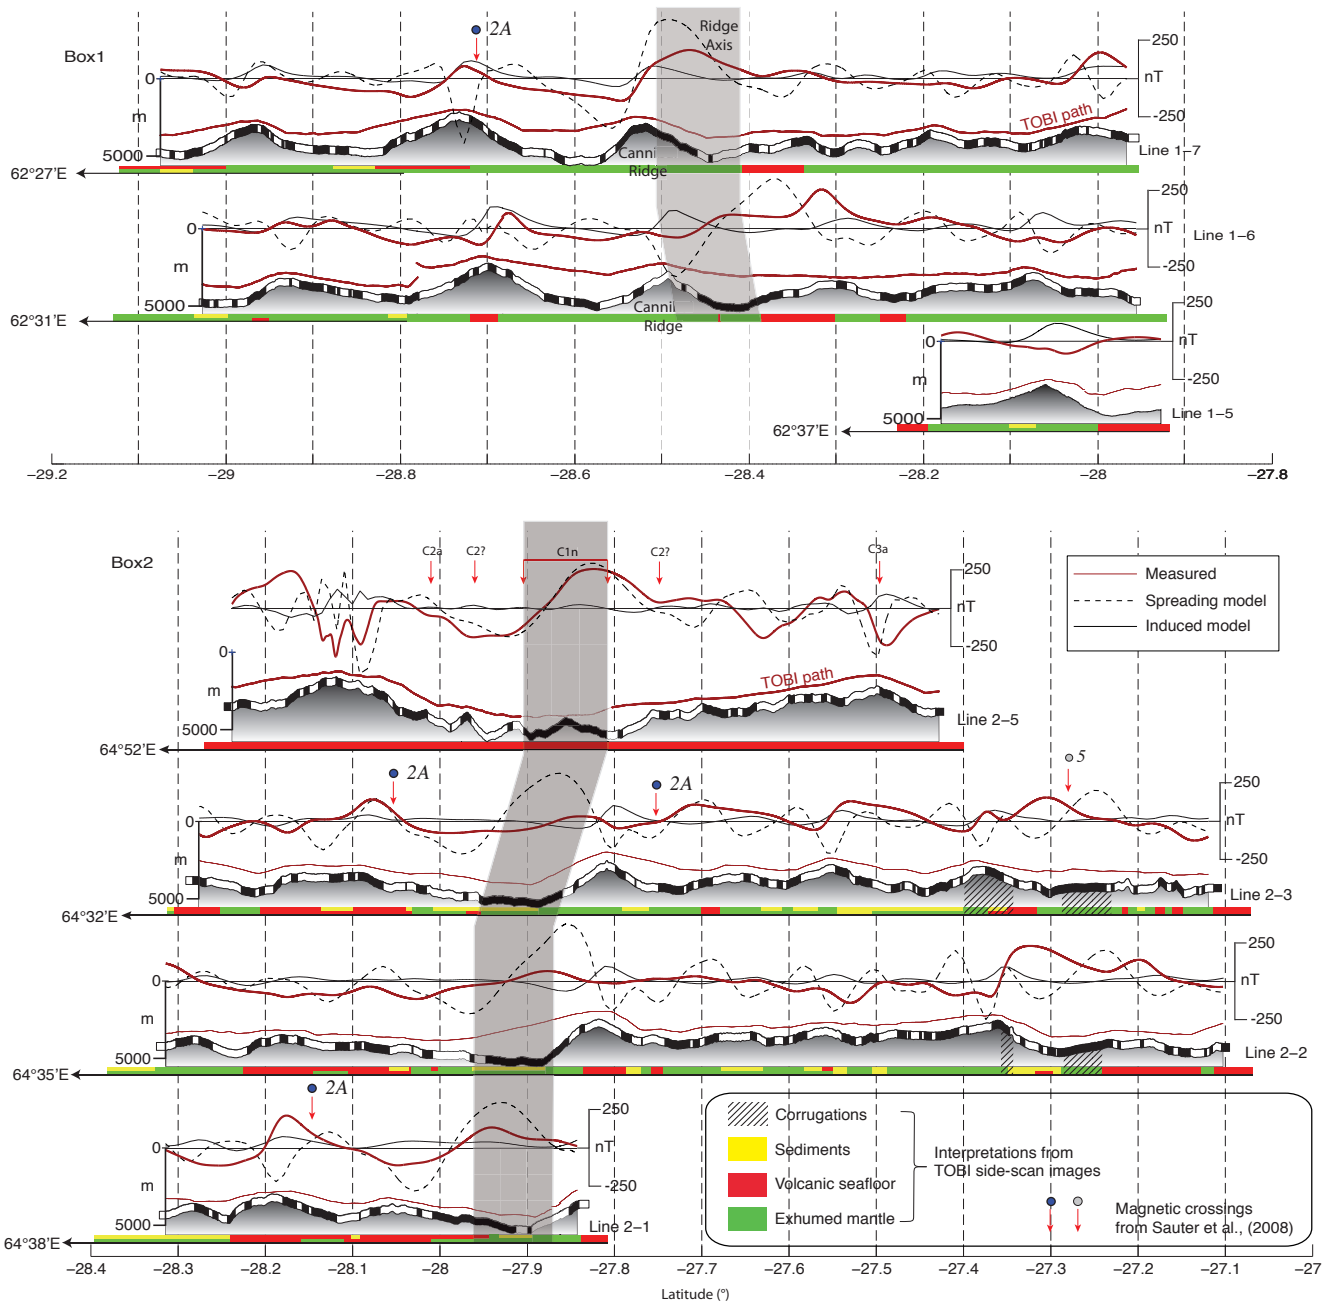 Box1
2A
Ridge
Axis
250
nT
-250
0
m
5000
TOBI path
Line 1–7
Canni
Ridge
62°27'E
250
nT
-250
Line 1–6
0
m
5000
Cannil
Ridge
62°31'E
250
nT
-250
0
m
5000
Line 1–5
62°37'E
−29.2
−29
−28.8
−28.6
−28.4
−28.2
−28
−27.8
Box2
C2a
C2?
C1n
C2?
C3a
250
nT
-250
Measured
Spreading model
Induced model
0
m
5000
TOBI path
Line 2–5
64°52'E
2A
2A
5
250
nT
-250
0
m
5000
Line 2–3
64°32'E
250
nT
-250
0
m
5000
Line 2–2
64°35'E
2A
250
nT
-250
0
m
5000
Line 2–1
64°38'E
Corrugations
Sediments
Volcanic seafloor
Exhumed mantle
Interpretations from
TOBI side-scan images
Magnetic crossings
from Sauter et al., (2008)
−28.4
−28.3
−28.2
−28.1
−28
−27.9
−27.8
−27.7
−27.6
−27.5
−27.4
−27.3
−27.2
−27.1
−27
Latitude (°)